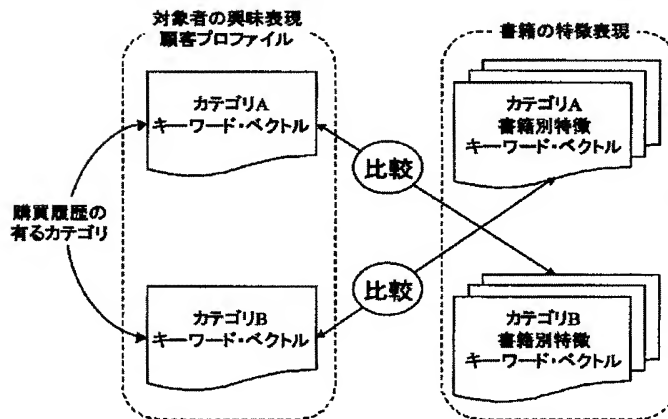 対象者の興味表現
顧客プロファイル
書籍の特徴表現
カテゴリA
キーワード・ベクトル
カテゴリA
書籍別特徴
キーワード・ベクトル
比較
購買履歴の
有るカテゴリ
比較
カテゴリB
キーワード・ベクトル
カテゴリB
書籍別特徴
キーワード・ベクトル